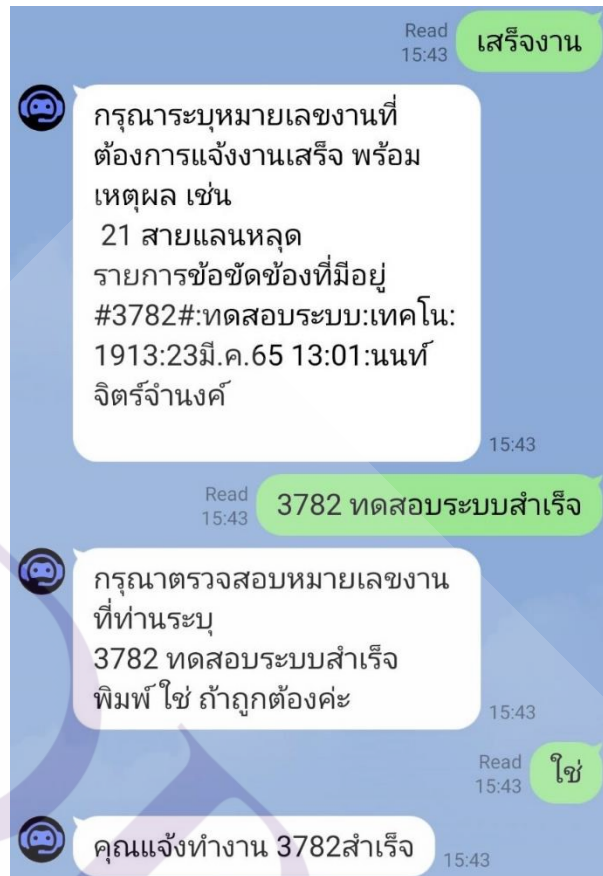 Read
15:43
เสร็จงาน
กรุณาระบุหมายเลขงานที่
ต้องการแจ้งงานเสร็จ พร้อม
เหตุผล เช่น
21 สายแลนหลุด
รายการข้อขัดข้องที่มีอยู่
#3782#:ทดสอบระบบ:เทคโน:
1913:23มี.ค.65 13:01:นนท์
จิตร์จำนงค์
15:43
Read
15:43
3782 ทดสอบระบบสำเร็จ
กรุณาตรวจสอบหมายเลขงาน
ที่ท่านระบุ
3782 ทดสอบระบบสำเร็จ
พิมพ์ ใช่ ถ้าถูกต้องค่ะ
15:43
Read
15:43
ใช่
คุณแจ้งทำงาน 3782สำเร็จ
15:43